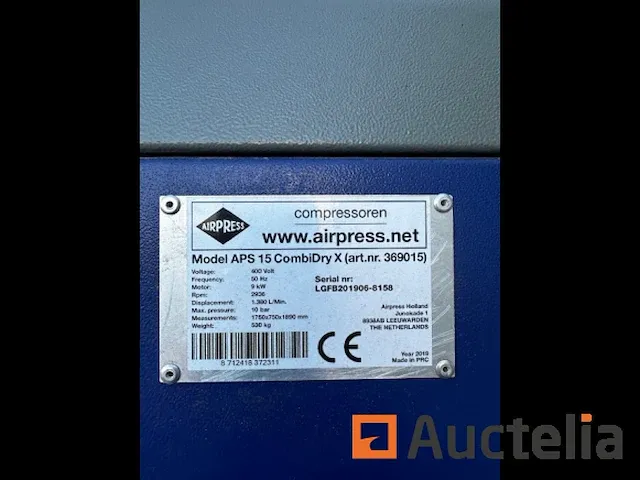 AIRPRESS
compressoren
www.airpress.net
Model APS 15 CombiDry X (art.nr. 369015)
Voltage: 400 Volt
Frequency: 50 Hz
Motor: 9 kW
Rpm: 2936
Displacement: 1.380 L/Min.
Max. pressure: 10 bar
Measurements: 1750x750x1890 mm
Weight: 530 kg
Serial nr:
LGFB201906-8158
Airpress Holland
Junokade 1
8938AB LEEUWARDEN
THE NETHERLANDS
8 712418 372311
CE
Year 2019
Made in PRC
Auctelia